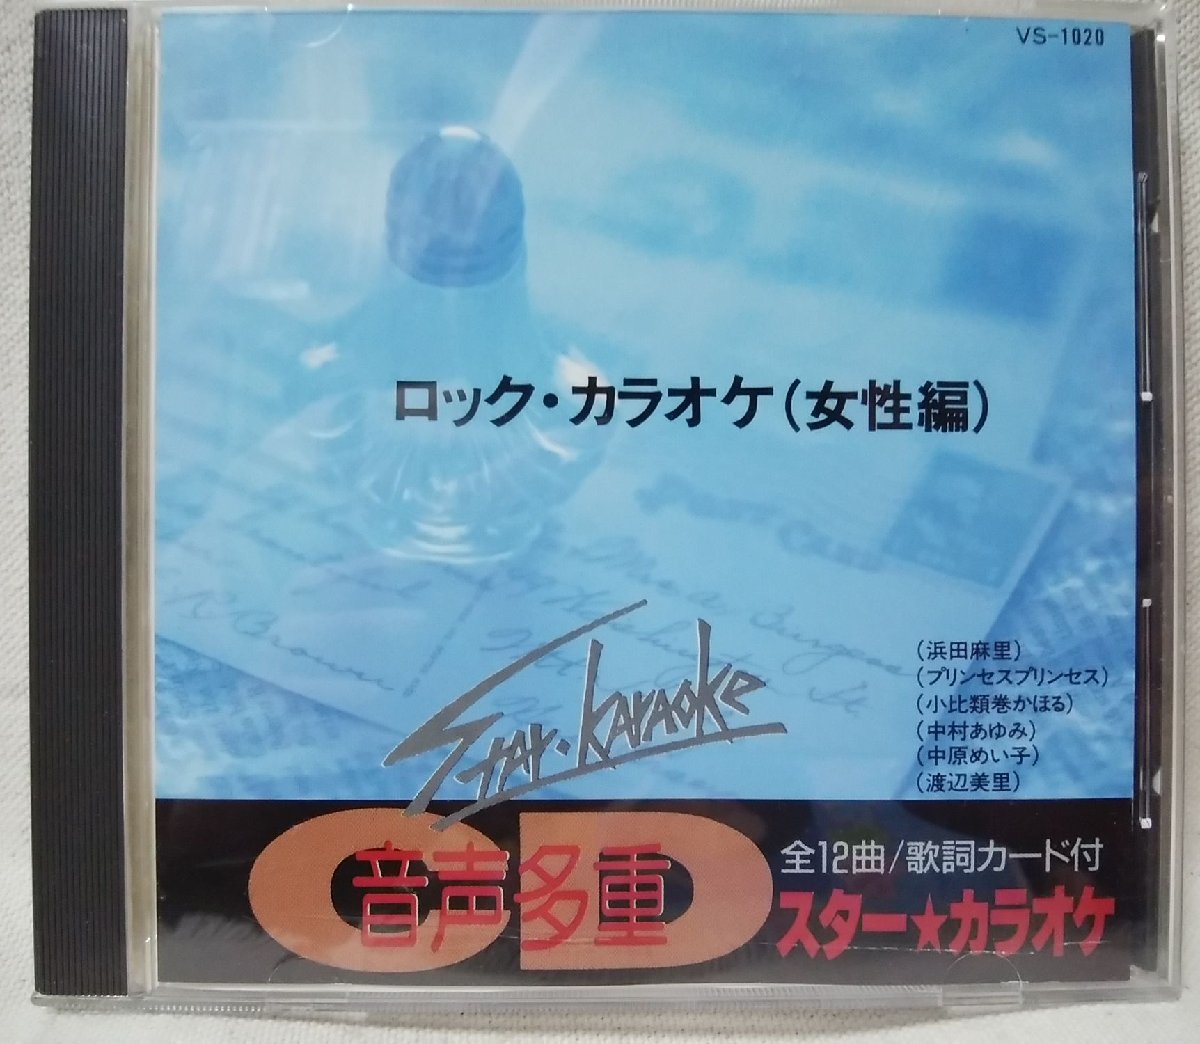 VS-1020
ロック・カラオケ(女性編)
Post Card
R Brown
(浜田麻里)
(プリンセスプリンセス)
(小比類巻かほる)
(中村あゆみ)
(中原めい子)
(渡辺美里)
Star・Karaoke
CD
音声多重
全12曲/歌詞カード付
スター★カラオケ